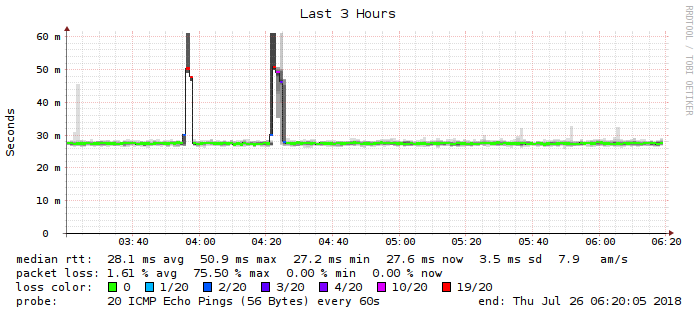 Last 3 Hours
RRDTOOL / TOBI OETIKER
Seconds
60 m
50 m
40 m
30 m
20 m
10 m
0
03:40 04:00 04:20 04:40 05:00 05:20 05:40 06:00 06:20
median rtt: 28.1 ms avg 50.9 ms max 27.2 ms min 27.6 ms now 3.5 ms sd 7.9 am/s
packet loss: 1.61 % avg 75.50 % max 0.00 % min 0.00 % now
loss color: 0 1/20 2/20 3/20 4/20 10/20 19/20
probe: 20 ICMP Echo Pings (56 Bytes) every 60s end: Thu Jul 26 06:20:05 2018